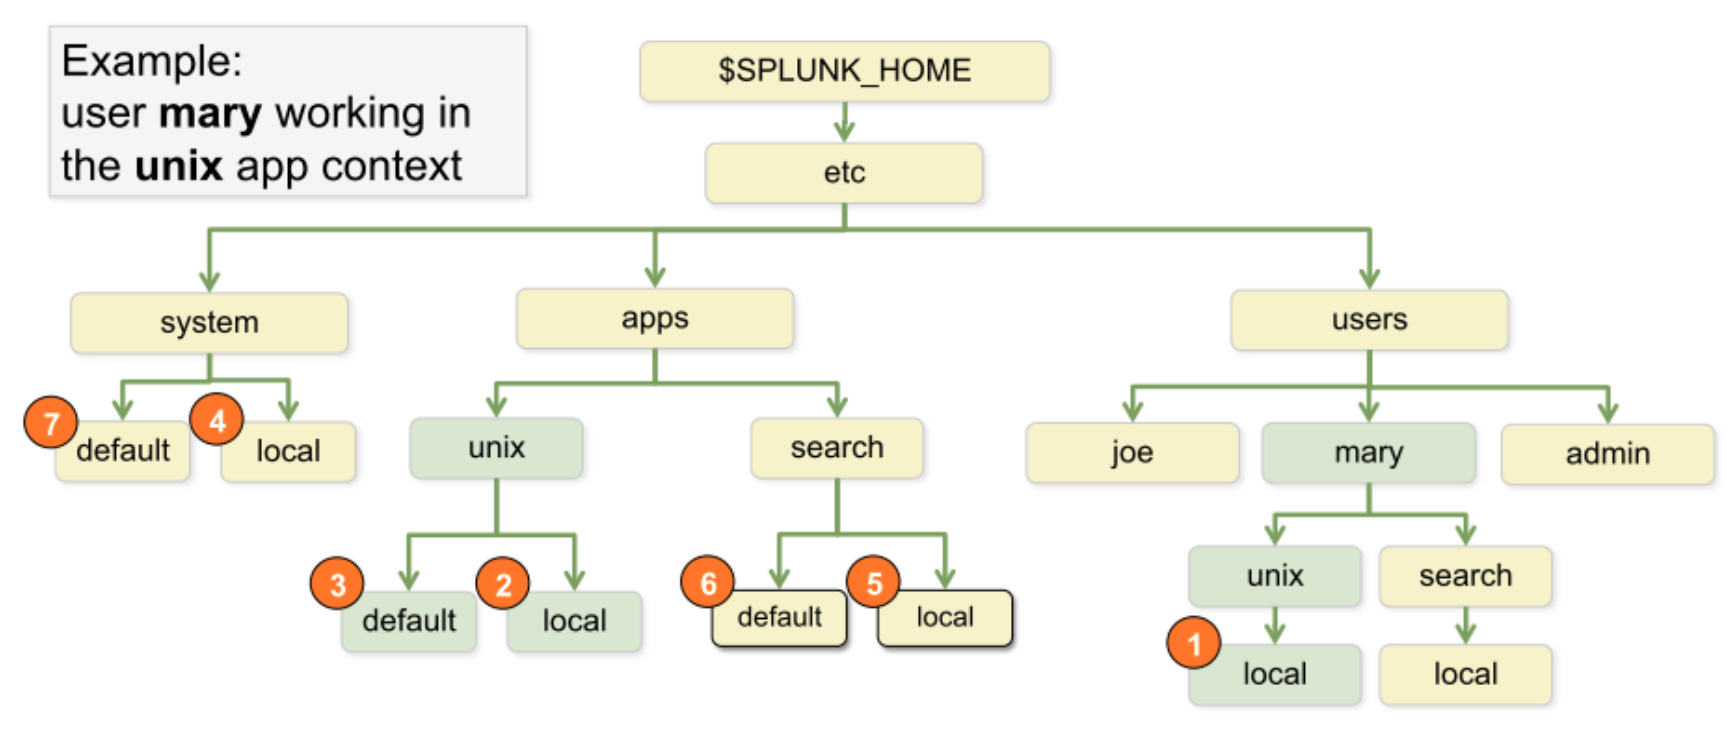 Example:
user mary working in
the unix app context
$SPLUNK_HOME
etc
system
apps
users
7
default
4
local
unix
search
joe
mary
admin
3
default
2
local
6
default
5
local
unix
search
1
local
local